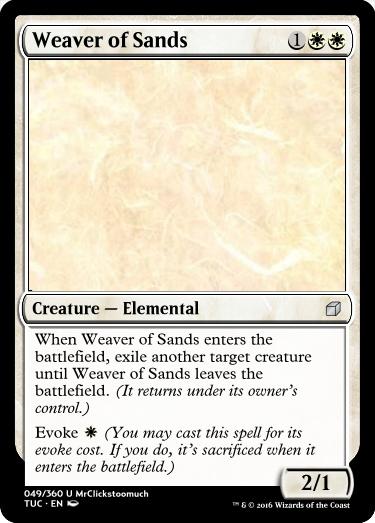 Weaver of Sands 1
Creature — Elemental
When Weaver of Sands enters the
battlefield, exile another target creature
until Weaver of Sands leaves the
battlefield. (It returns under its owner's
control.)
Evoke (You may cast this spell for its
evoke cost. If you do, it's sacrificed when it
enters the battlefield.)
2/1
049/360 U MrClickstoomuch
TUC • EN ™ & © 2016 Wizards of the Coast